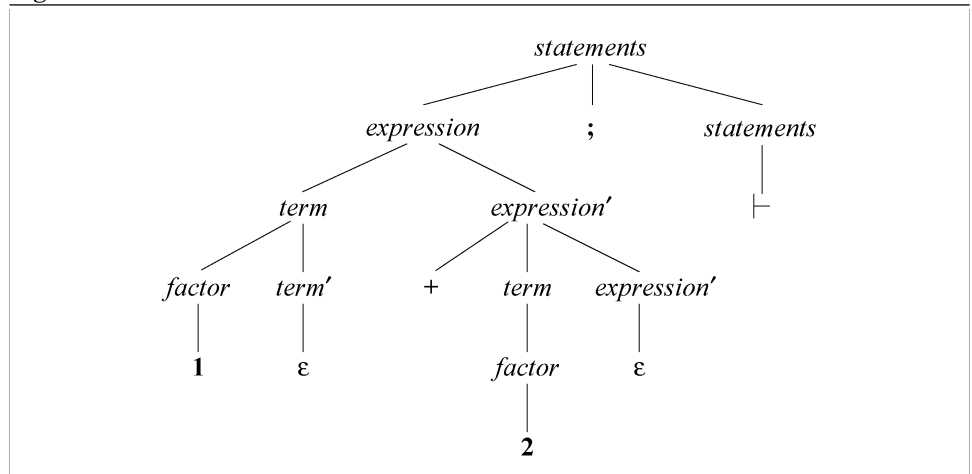 statements
expression ; statements
term expression′ ⊢
factor term′ + term expression′
1 ε factor ε
2